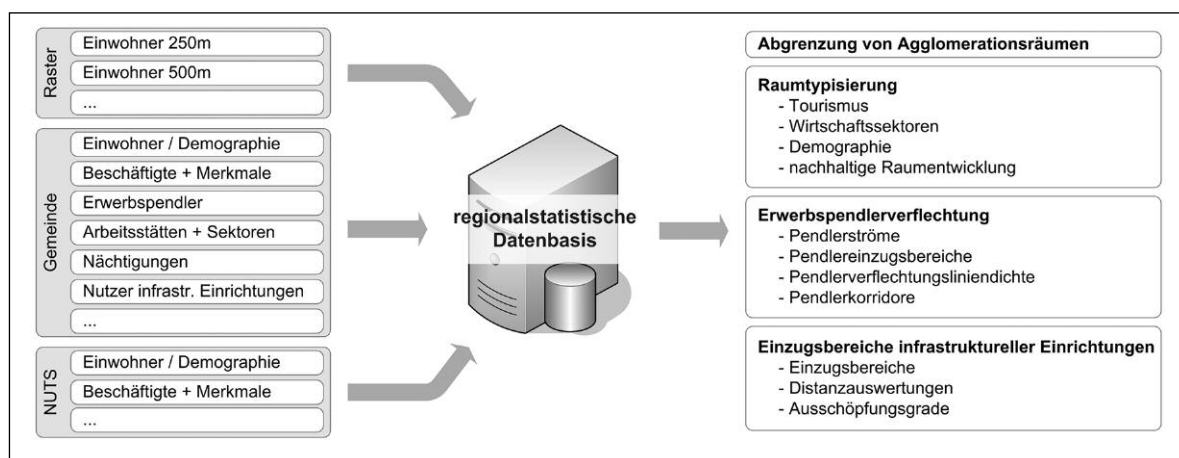 Raster
Einwohner 250m
Einwohner 500m
...
Gemeinde
Einwohner / Demographie
Beschäftigte + Merkmale
Erwerbspendler
Arbeitsstätten + Sektoren
Nächtigungen
Nutzer infrastr. Einrichtungen
...
NUTS
Einwohner / Demographie
Beschäftigte + Merkmale
...
regionalstatistische
Datenbasis
Abgrenzung von Agglomerationsräumen
Raumtypisierung
- Tourismus
- Wirtschaftssektoren
- Demographie
- nachhaltige Raumentwicklung
Erwerbspendlerverflechtung
- Pendlerströme
- Pendlereinzugsbereiche
- Pendlerverflechtungsliniendichte
- Pendlerkorridore
Einzugsbereiche infrastruktureller Einrichtungen
- Einzugsbereiche
- Distanzauswertungen
- Ausschöpfungsgrade